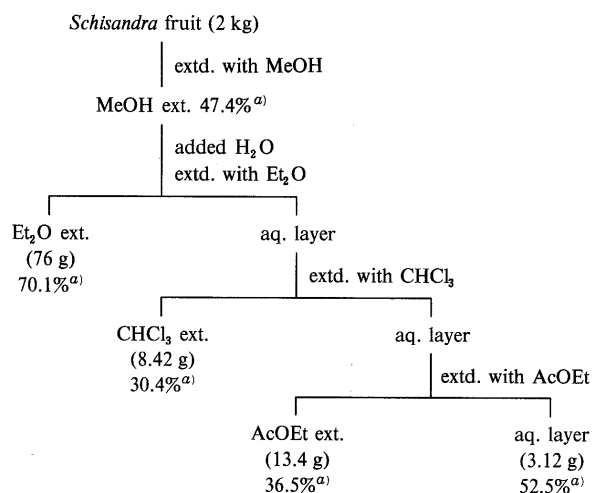 Schisandra fruit (2 kg)
extd. with MeOH
MeOH ext. 47.4% a)
added H₂O
extd. with Et₂O
Et₂O ext.
(76 g)
70.1% a)
aq. layer
extd. with CHCl₃
CHCl₃ ext.
(8.42 g)
30.4% a)
aq. layer
extd. with AcOEt
AcOEt ext.
(13.4 g)
36.5% a)
aq. layer
(3.12 g)
52.5% a)